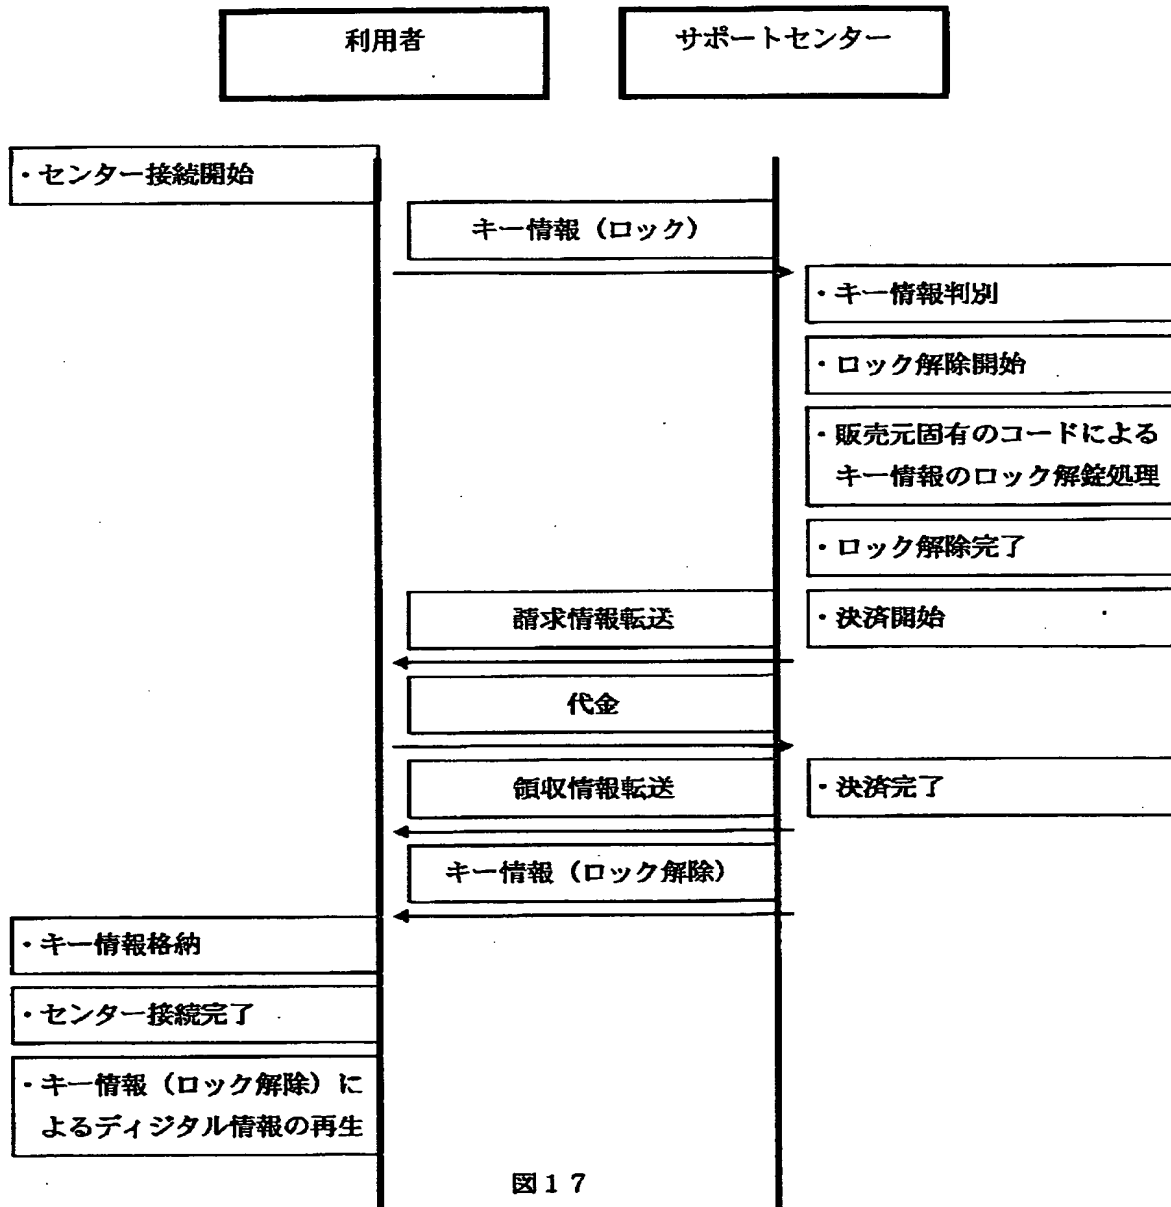 利用者
サポートセンター
・センター接続開始
キー情報（ロック）
・キー情報判別
・ロック解除開始
・販売元固有のコードによる
キー情報のロック解錠処理
・ロック解除完了
請求情報転送
・決済開始
代金
領収情報転送
・決済完了
キー情報（ロック解除）
・キー情報格納
・センター接続完了
・キー情報（ロック解除）に
よるディジタル情報の再生
図１７